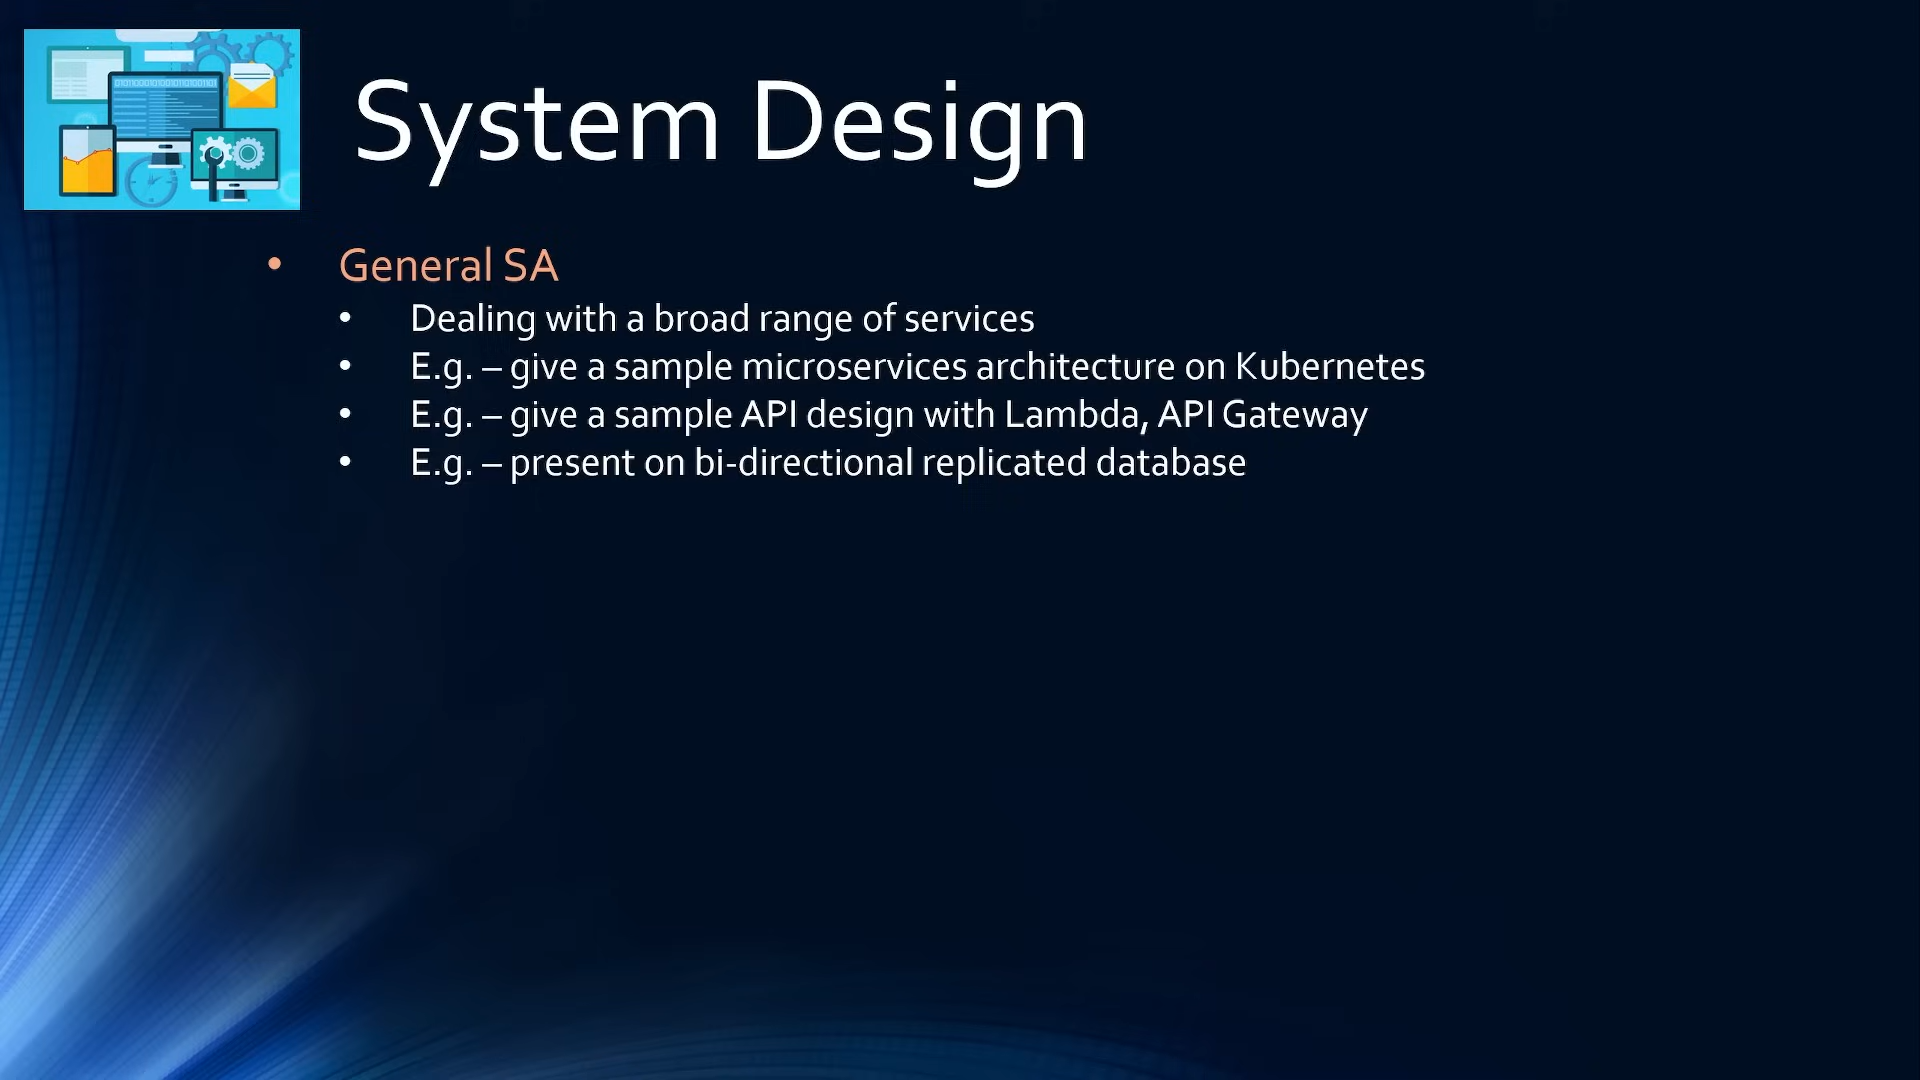 System Design
• General SA
• Dealing with a broad range of services
• E.g. – give a sample microservices architecture on Kubernetes
• E.g. – give a sample API design with Lambda, API Gateway
• E.g. – present on bi-directional replicated database